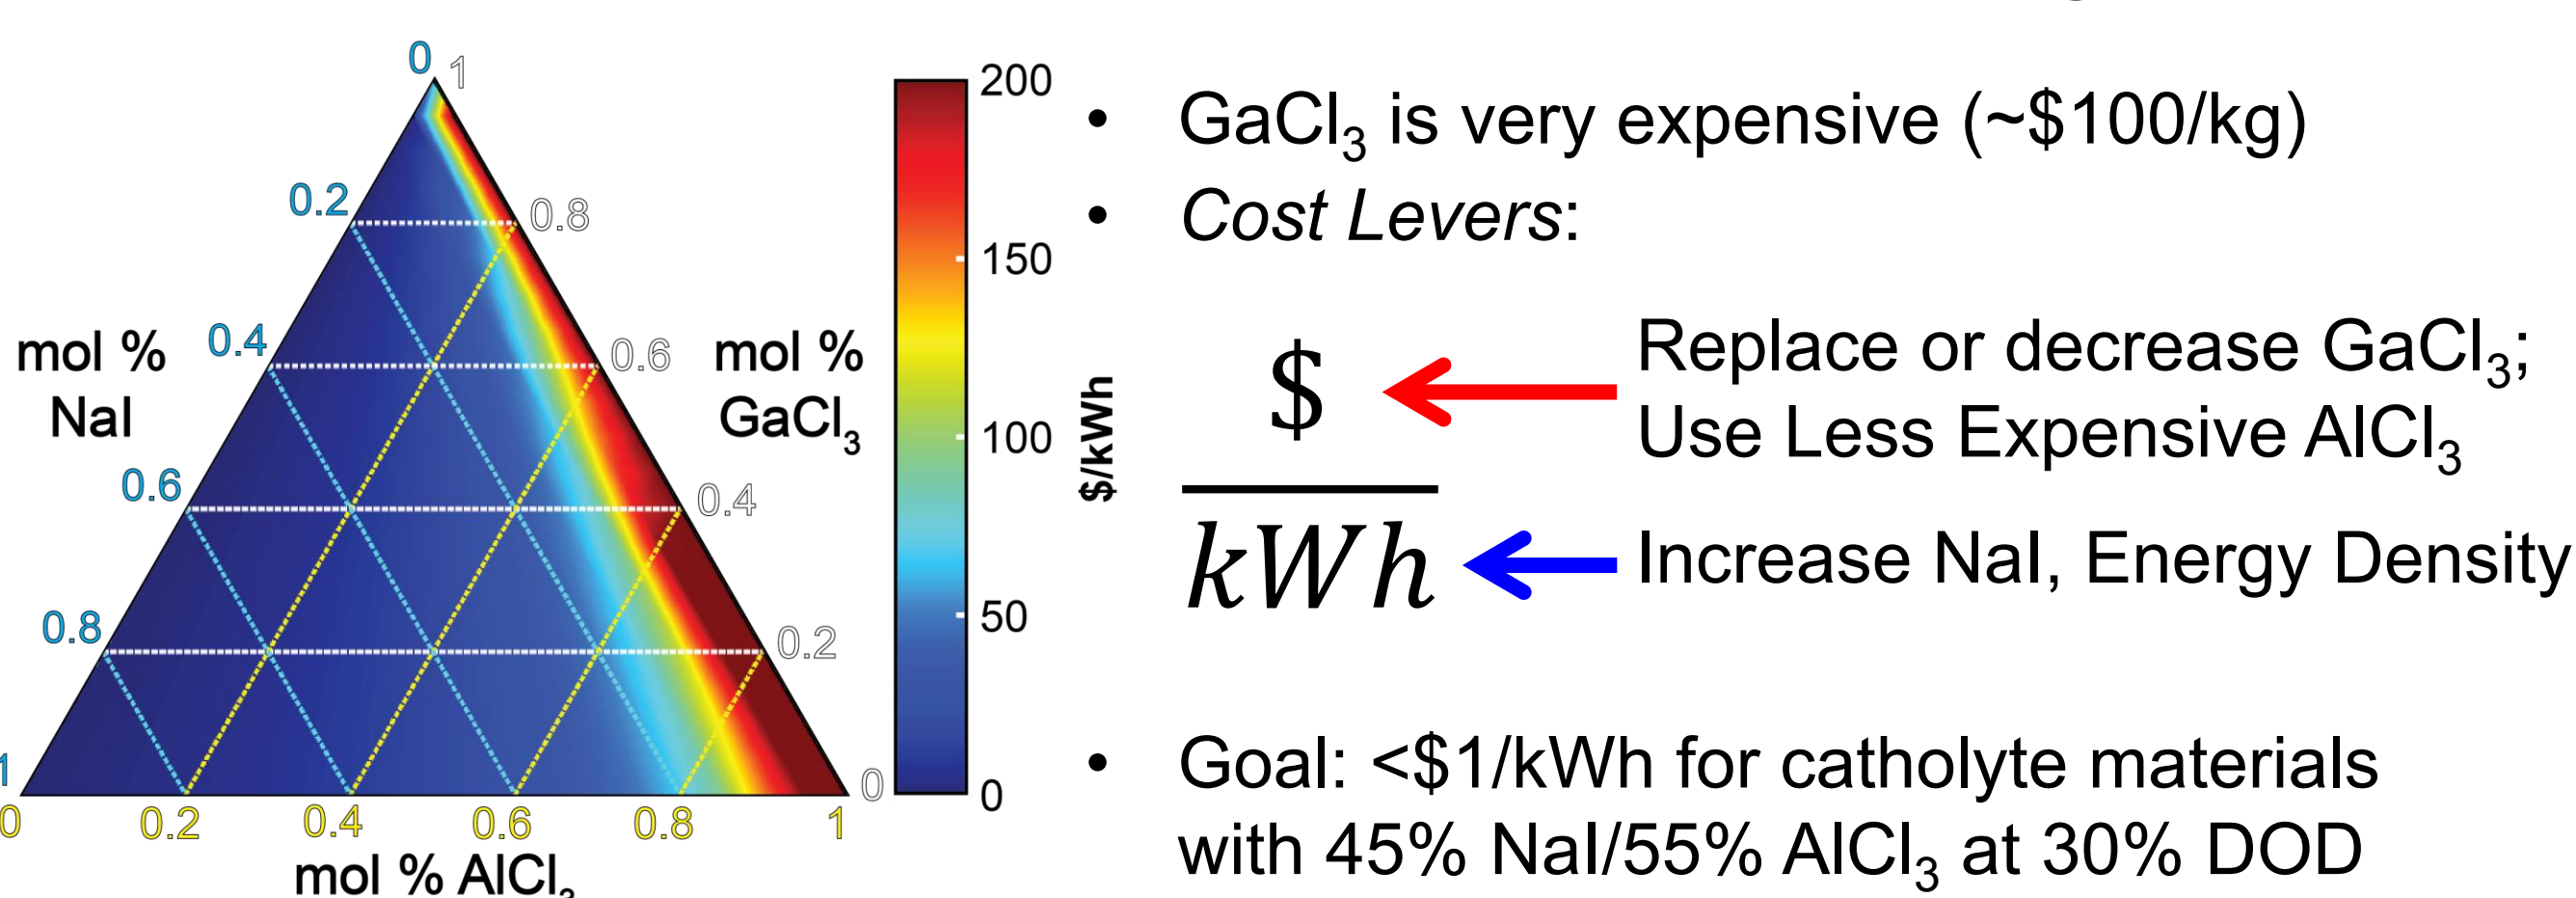 0 1
0.2
0.8
0.4
0.6
mol %
NaI
mol %
GaCl₃
0.6
0.4
0.8
0.2
1
0
0
0.2
0.4
0.6
0.8
1
mol % AlCl₃
200
150
100
50
0
$/kWh
• GaCl₃ is very expensive (~$100/kg)
• Cost Levers:
$
kWh
Replace or decrease GaCl₃;
Use Less Expensive AlCl₃
Increase NaI, Energy Density
• Goal: <$1/kWh for catholyte materials
with 45% NaI/55% AlCl₃ at 30% DOD